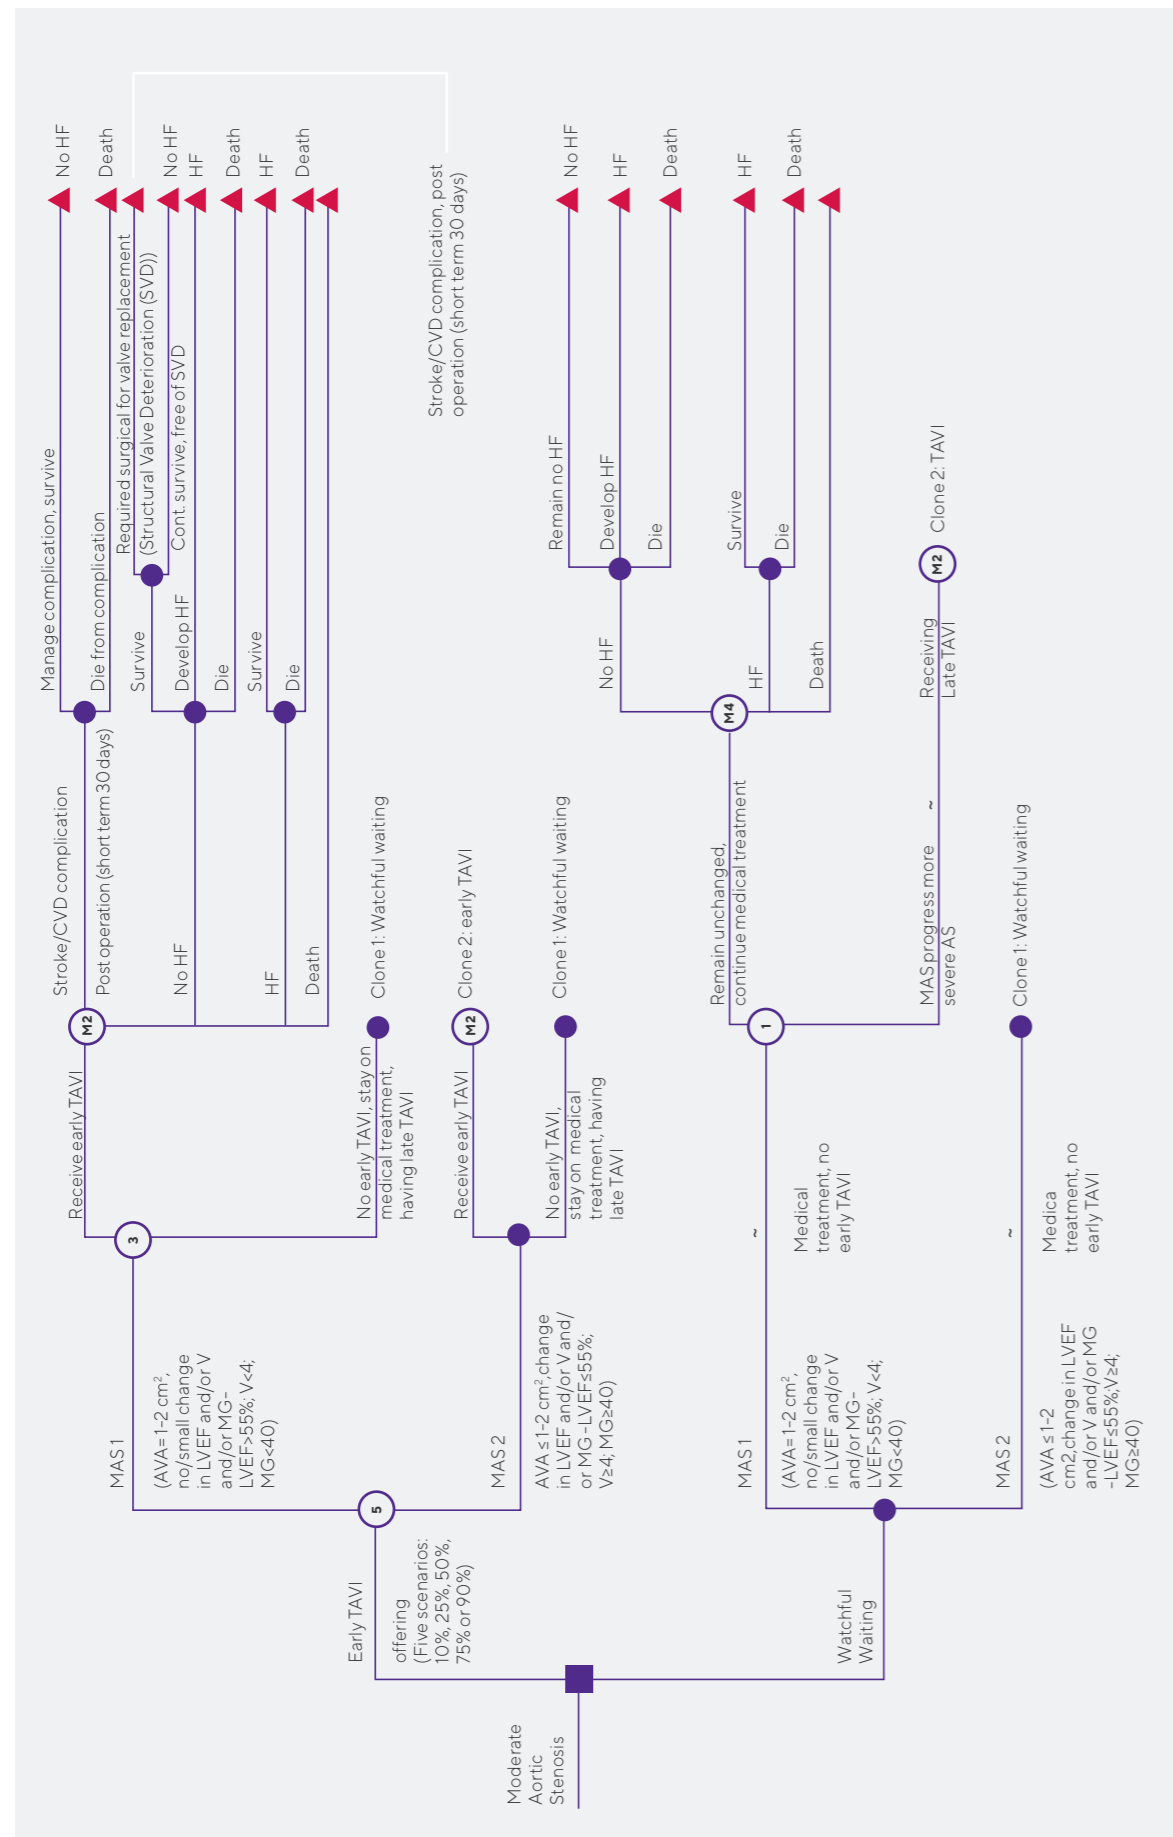 Moderate
Aortic
Stenosis
Early TAVI
offering
(Five scenarios:
10%, 25%, 50%,
75% or 90%)
5
MAS 1
(AVA=1-2 cm²,
no/small change
in LVEF and/or V
and/or MG-
LVEF>55%; V<4;
MG<40)
3
Receive early TAVI
M2
Stroke/CVD complication
Post operation (short term 30 days)
Manage complication, survive
No HF
Die from complication
Death
No HF
Survive
Required surgical for valve replacement
(Structural Valve Deterioration (SVD))
Cont. survive, free of SVD
No HF
Develop HF
HF
Die
Death
HF
Survive
HF
Die
Death
Death
Stroke/CVD complication, post
operation (short term 30 days)
No early TAVI, stay on
medical treatment,
having late TAVI
Clone 1: Watchful waiting
MAS 2
AVA ≤ 1-2 cm²,change
in LVEF and/or V and/
or MG -LVEF≤55%;
V≥4; MG≥40)
Receive early TAVI
M2
Clone 2: early TAVI
No early TAVI,
stay on medical
treatment, having
late TAVI
Clone 1: Watchful waiting
Watchful
Waiting
MAS 1
(AVA=1-2 cm²,
no/small change
in LVEF and/or V
and/or MG-
LVEF>55%; V<4;
MG<40)
~
Medical
treatment, no
early TAVI
1
Remain unchanged,
continue medical treatment
M4
No HF
Remain no HF
No HF
Develop HF
HF
Die
Death
HF
Survive
HF
Die
Death
Death
MAS progress more
severe AS
~
Receiving
Late TAVI
M2
Clone 2: TAVI
MAS 2
(AVA ≤ 1-2
cm2,change in LVEF
and/or V and/or MG
-LVEF≤55%;V≥4;
MG≥40)
~
Medica
treatment, no
early TAVI
Clone 1: Watchful waiting